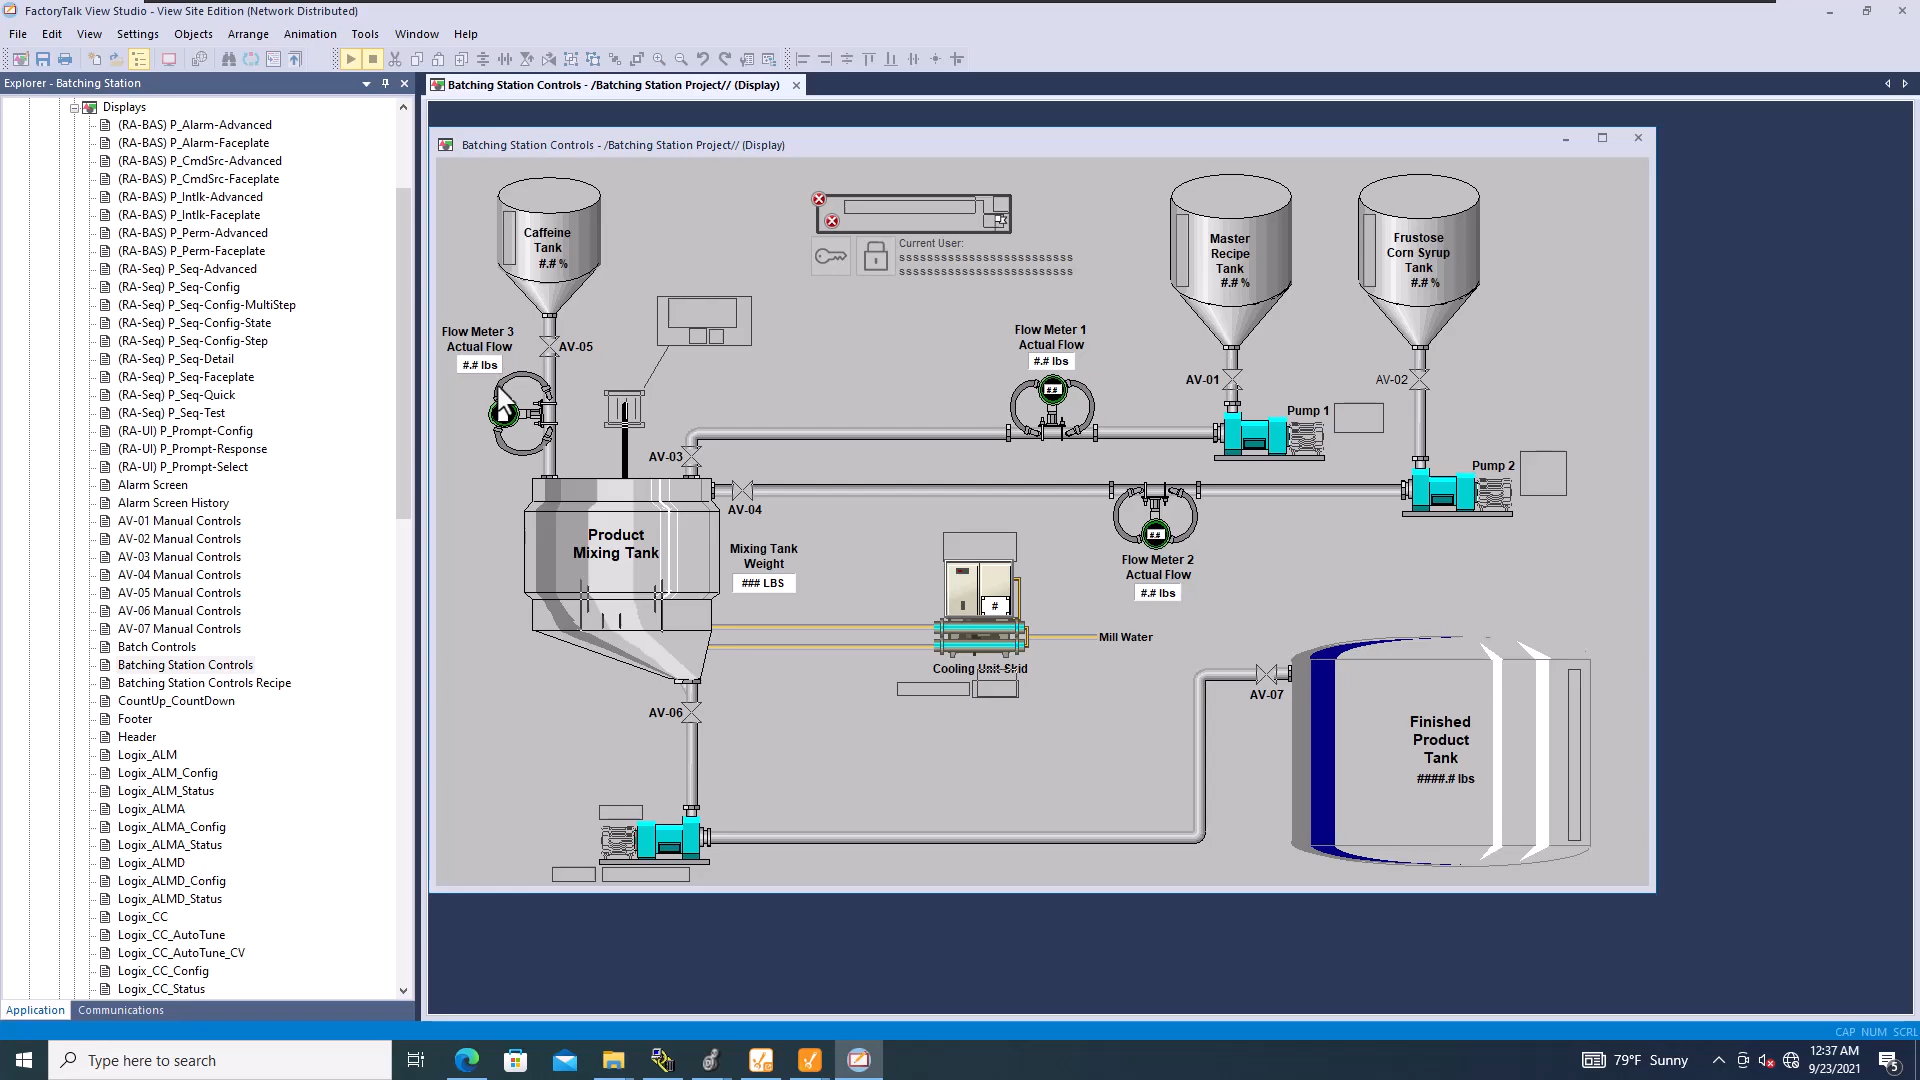 FactoryTalk View Studio - View Site Edition (Network Distributed)
File Edit View Settings Objects Arrange Animation Tools Window Help
Explorer - Batching Station
Displays
(RA-BAS) P_Alarm-Advanced
(RA-BAS) P_Alarm-Faceplate
(RA-BAS) P_CmdSrc-Advanced
(RA-BAS) P_CmdSrc-Faceplate
(RA-BAS) P_Intlk-Advanced
(RA-BAS) P_Intlk-Faceplate
(RA-BAS) P_Perm-Advanced
(RA-BAS) P_Perm-Faceplate
(RA-Seq) P_Seq-Advanced
(RA-Seq) P_Seq-Config
(RA-Seq) P_Seq-Config-MultiStep
(RA-Seq) P_Seq-Config-State
(RA-Seq) P_Seq-Config-Step
(RA-Seq) P_Seq-Detail
(RA-Seq) P_Seq-Faceplate
(RA-Seq) P_Seq-Quick
(RA-Seq) P_Seq-Test
(RA-UI) P_Prompt-Config
(RA-UI) P_Prompt-Response
(RA-UI) P_Prompt-Select
Alarm Screen
Alarm Screen History
AV-01 Manual Controls
AV-02 Manual Controls
AV-03 Manual Controls
AV-04 Manual Controls
AV-05 Manual Controls
AV-06 Manual Controls
AV-07 Manual Controls
Batch Controls
Batching Station Controls
Batching Station Controls Recipe
CountUp_CountDown
Footer
Header
Logix_ALM
Logix_ALM_Config
Logix_ALM_Status
Logix_ALMA
Logix_ALMA_Config
Logix_ALMA_Status
Logix_ALMD
Logix_ALMD_Config
Logix_ALMD_Status
Logix_CC
Logix_CC_AutoTune
Logix_CC_AutoTune_CV
Logix_CC_Config
Logix_CC_Status
Application Communications
Batching Station Controls - /Batching Station Project// (Display)
Batching Station Controls - /Batching Station Project// (Display)
Caffeine
Tank
#.# %
Current User:
ssssssssssssssssssssssss
ssssssssssssssssssssssss
Master
Recipe
Tank
#.# %
Frustose
Corn Syrup
Tank
#.# %
Flow Meter 3
Actual Flow
#.# lbs
AV-05
Flow Meter 1
Actual Flow
#.# lbs
#.#
AV-01
AV-02
Pump 1
AV-03
Pump 2
AV-04
Product
Mixing Tank
Mixing Tank
Weight
### LBS
#.#
Flow Meter 2
Actual Flow
#.# lbs
#
Mill Water
Cooling Unit Skid
AV-06
AV-07
Finished
Product
Tank
####.# lbs
CAP NUM SCRL
Type here to search
79°F Sunny
12:37 AM
9/23/2021
5